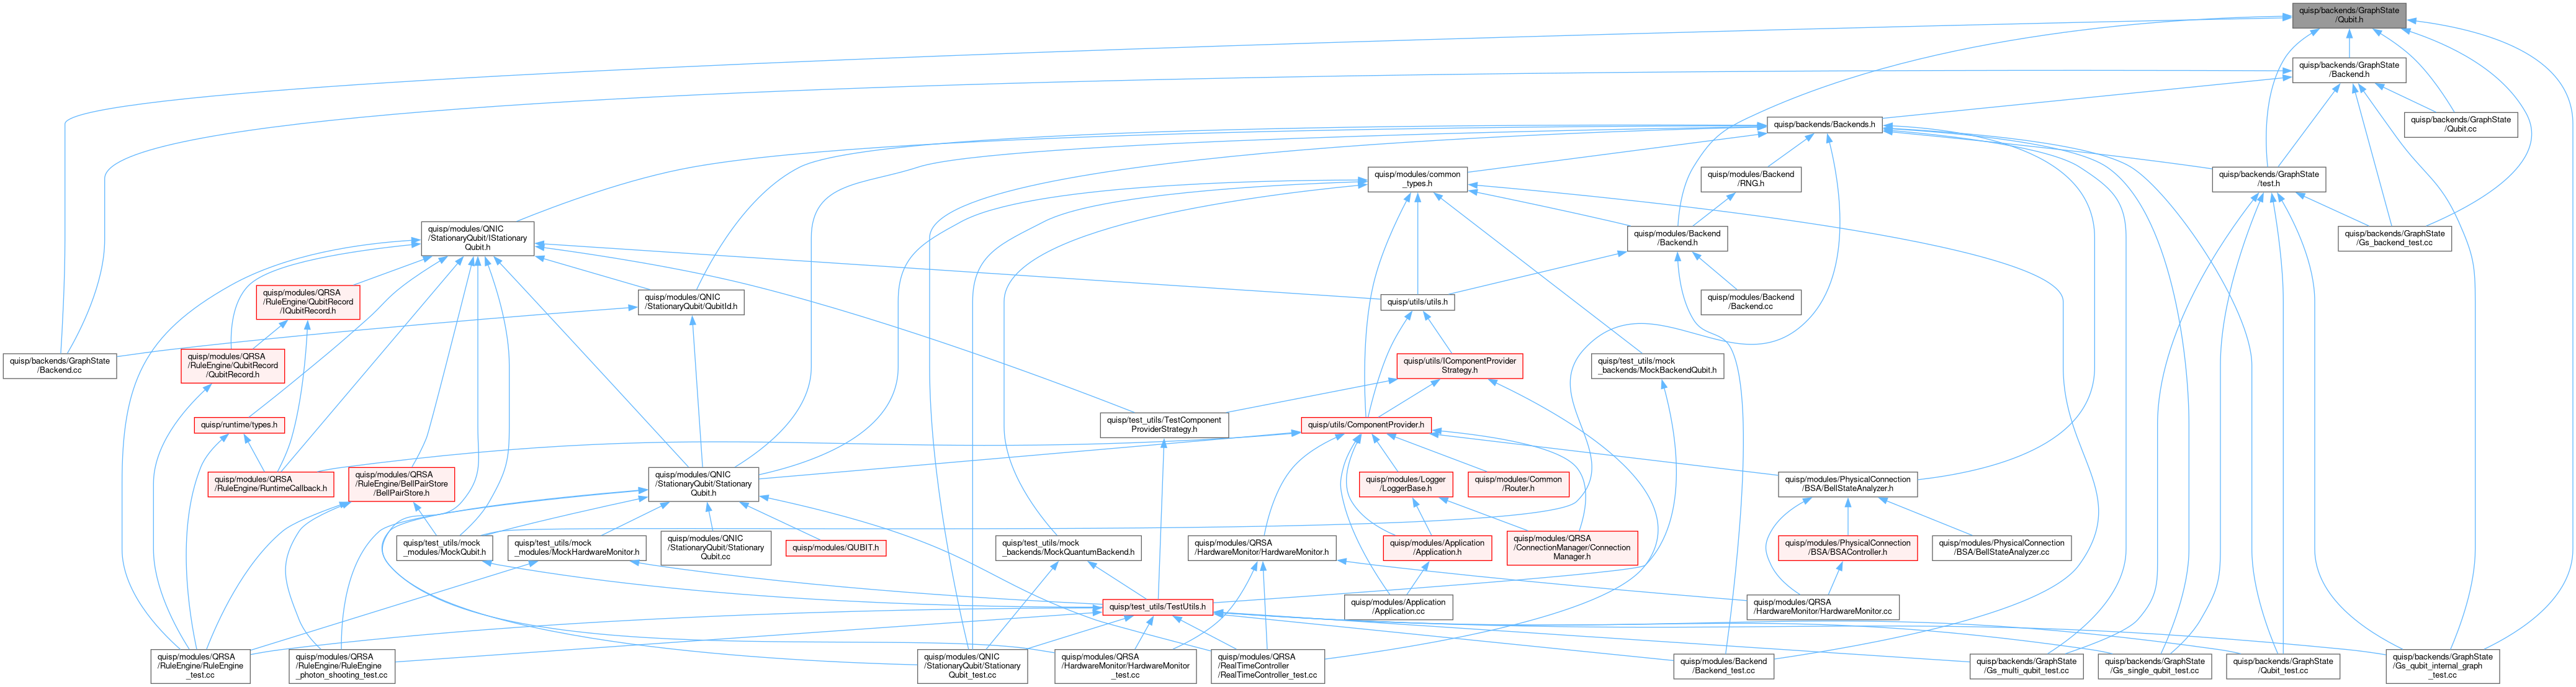 quisp/backends/GraphState
/Qubit.h
quisp/backends/GraphState
/Backend.h
quisp/backends/GraphState
/Qubit.cc
quisp/backends/Backends.h
quisp/modules/common
_types.h
quisp/modules/Backend
/RNG.h
quisp/backends/GraphState
/test.h
quisp/modules/QNIC
/StationaryQubit/IStationary
Qubit.h
quisp/modules/Backend
/Backend.h
quisp/backends/GraphState
/Gs_backend_test.cc
quisp/modules/QRSA
/RuleEngine/QubitRecord
/IQubitRecord.h
quisp/modules/QNIC
/StationaryQubit/QubitId.h
quisp/utils/utils.h
quisp/modules/Backend
/Backend.cc
quisp/backends/GraphState
/Backend.cc
quisp/modules/QRSA
/RuleEngine/QubitRecord
/QubitRecord.h
quisp/utils/IComponentProvider
Strategy.h
quisp/test_utils/mock
_backends/MockBackendQubit.h
quisp/runtime/types.h
quisp/test_utils/TestComponent
ProviderStrategy.h
quisp/utils/ComponentProvider.h
quisp/modules/QRSA
/RuleEngine/RuntimeCallback.h
quisp/modules/QRSA
/RuleEngine/BellPairStore
/BellPairStore.h
quisp/modules/QNIC
/StationaryQubit/Stationary
Qubit.h
quisp/modules/Logger
/LoggerBase.h
quisp/modules/Common
/Router.h
quisp/modules/PhysicalConnection
/BSA/BellStateAnalyzer.h
quisp/test_utils/mock
_modules/MockQubit.h
quisp/test_utils/mock
_modules/MockHardwareMonitor.h
quisp/modules/QNIC
/StationaryQubit/Stationary
Qubit.cc
quisp/modules/QUBIT.h
quisp/test_utils/mock
_backends/MockQuantumBackend.h
quisp/modules/QRSA
/HardwareMonitor/HardwareMonitor.h
quisp/modules/Application
/Application.h
quisp/modules/QRSA
/ConnectionManager/Connection
Manager.h
quisp/modules/PhysicalConnection
/BSA/BSAController.h
quisp/modules/PhysicalConnection
/BSA/BellStateAnalyzer.cc
quisp/test_utils/TestUtils.h
quisp/modules/Application
/Application.cc
quisp/modules/QRSA
/HardwareMonitor/HardwareMonitor.cc
quisp/modules/QRSA
/RuleEngine/RuleEngine
_test.cc
quisp/modules/QRSA
/RuleEngine/RuleEngine
_photon_shooting_test.cc
quisp/modules/QNIC
/StationaryQubit/Stationary
Qubit_test.cc
quisp/modules/QRSA
/HardwareMonitor/HardwareMonitor
_test.cc
quisp/modules/QRSA
/RealTimeController
/RealTimeController_test.cc
quisp/modules/Backend
/Backend_test.cc
quisp/backends/GraphState
/Gs_multi_qubit_test.cc
quisp/backends/GraphState
/Gs_single_qubit_test.cc
quisp/backends/GraphState
/Qubit_test.cc
quisp/backends/GraphState
/Gs_qubit_internal_graph
_test.cc